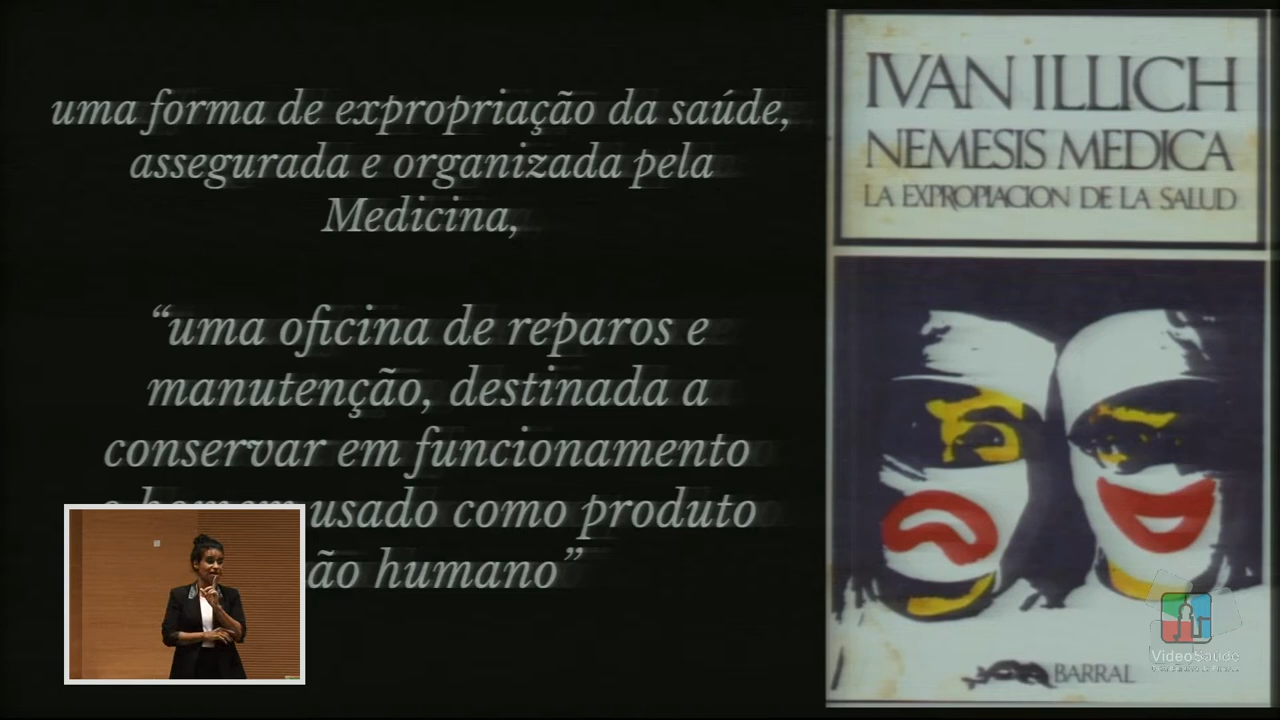 uma forma de expropriação da saúde,
assegurada e organizada pela
Medicina,
“uma oficina de reparos e
manutenção, destinada a
conservar em funcionamento
usado como produto
humano”
IVAN ILLICH
NEMESIS MEDICA
LA EXPROPIACION DE LA SALUD
BARRAL
VideoSaúde